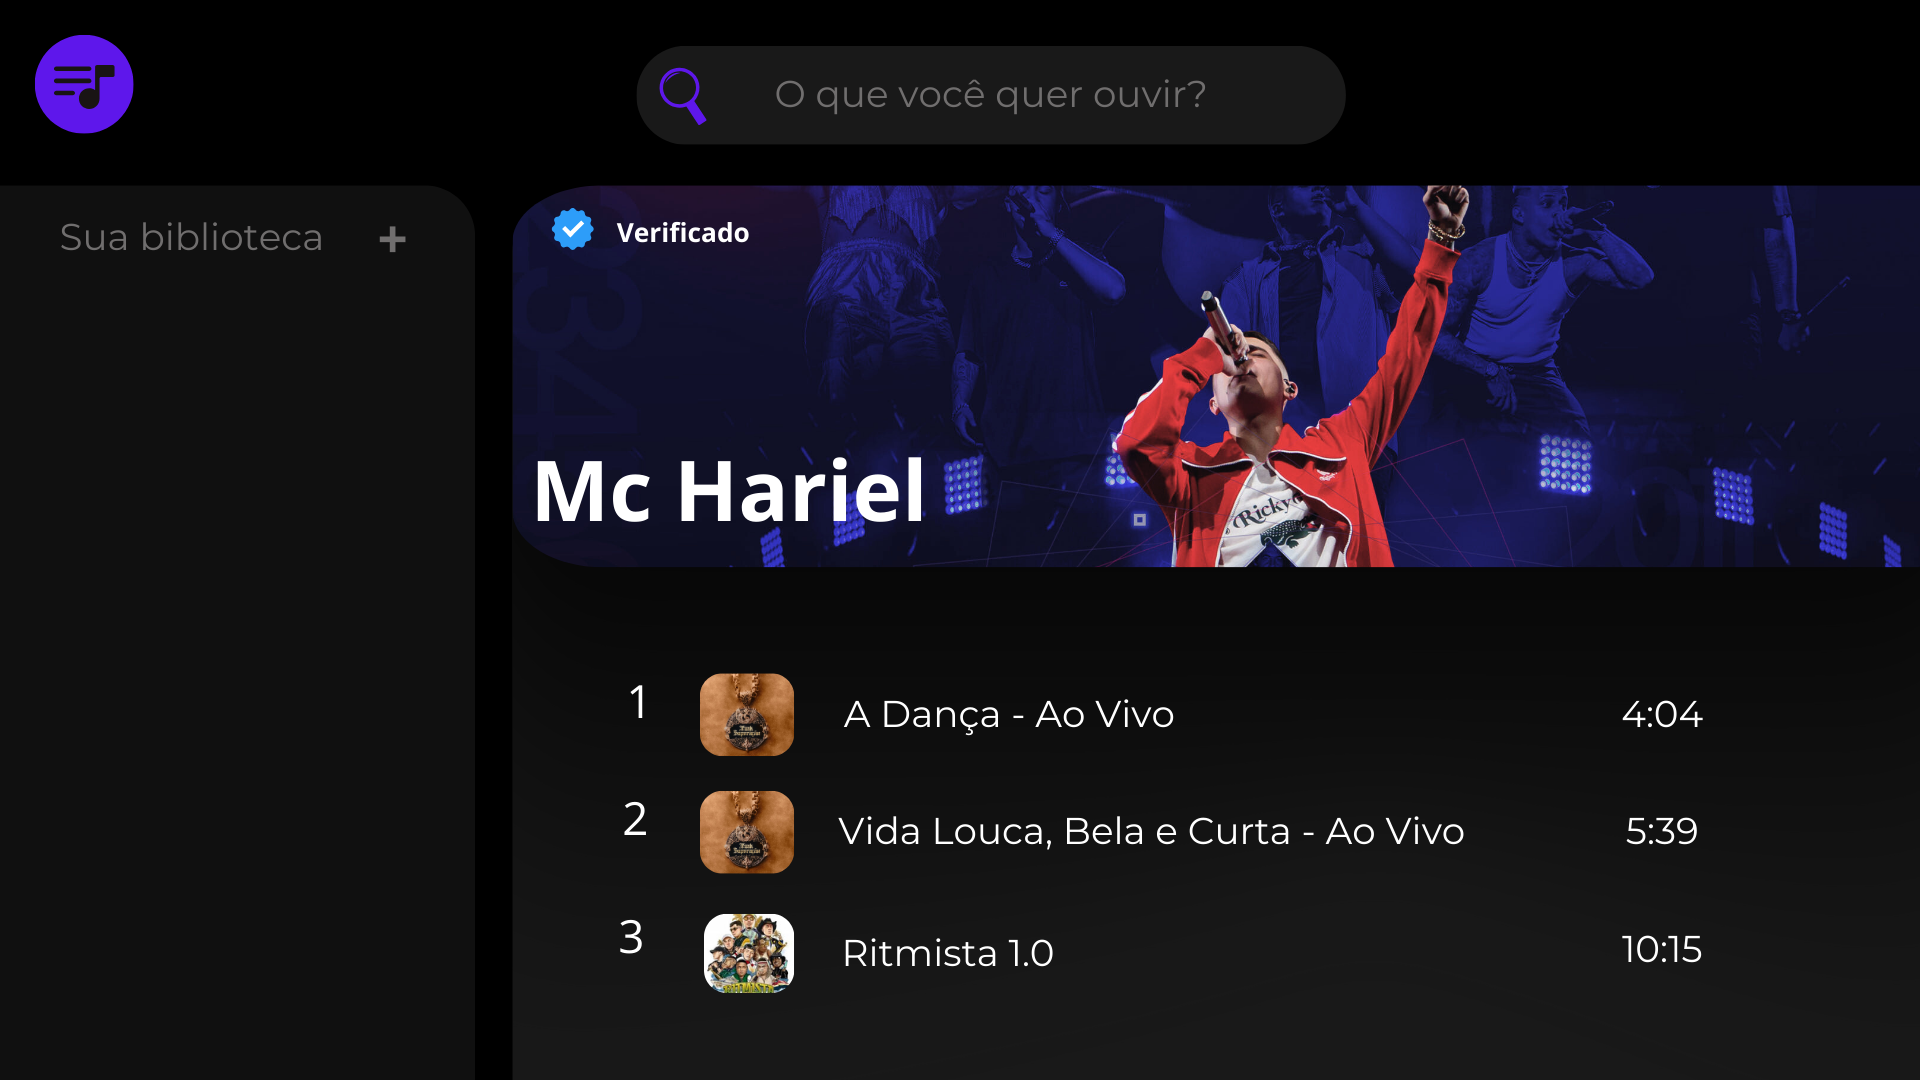 O que você quer ouvir?
Sua biblioteca +
Verificado
Mc Hariel
Ricky
1 A Dança - Ao Vivo 4:04
2 Vida Louca, Bela e Curta - Ao Vivo 5:39
3 Ritmista 1.0 10:15